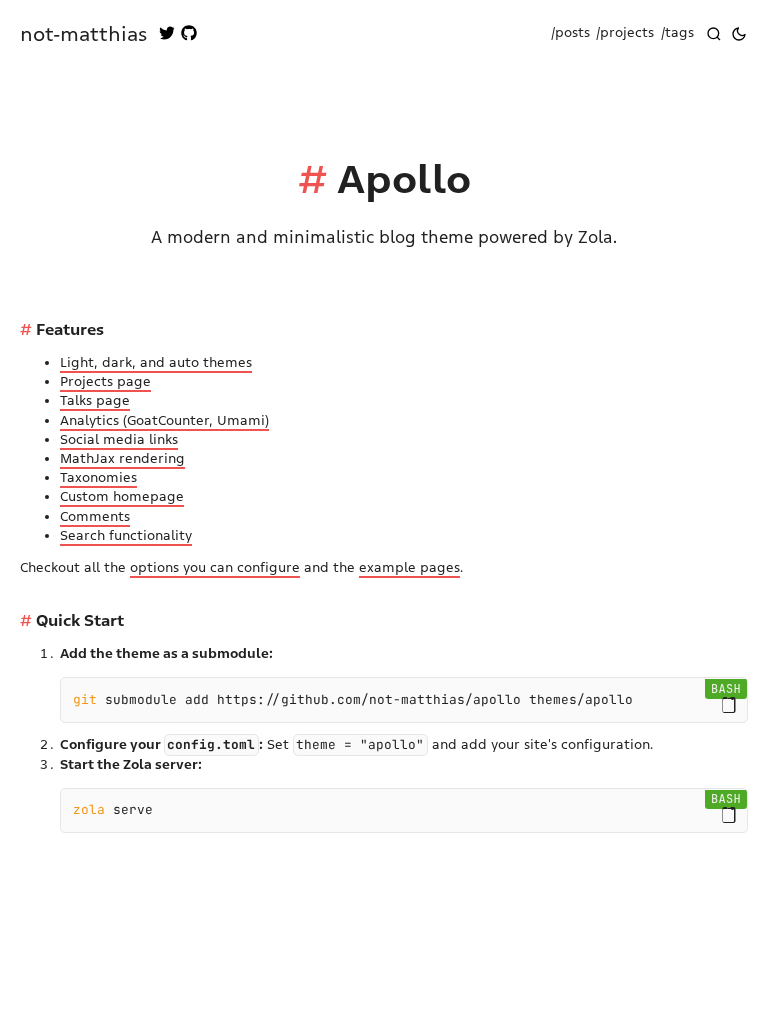 not-matthias /posts /projects /tags
# Apollo
A modern and minimalistic blog theme powered by Zola.
# Features
• Light, dark, and auto themes
• Projects page
• Talks page
• Analytics (GoatCounter, Umami)
• Social media links
• MathJax rendering
• Taxonomies
• Custom homepage
• Comments
• Search functionality
Checkout all the options you can configure and the example pages.
# Quick Start
1. Add the theme as a submodule:
BASH
git submodule add https://github.com/not-matthias/apollo themes/apollo
2. Configure your config.toml: Set theme = "apollo" and add your site's configuration.
3. Start the Zola server:
BASH
zola serve